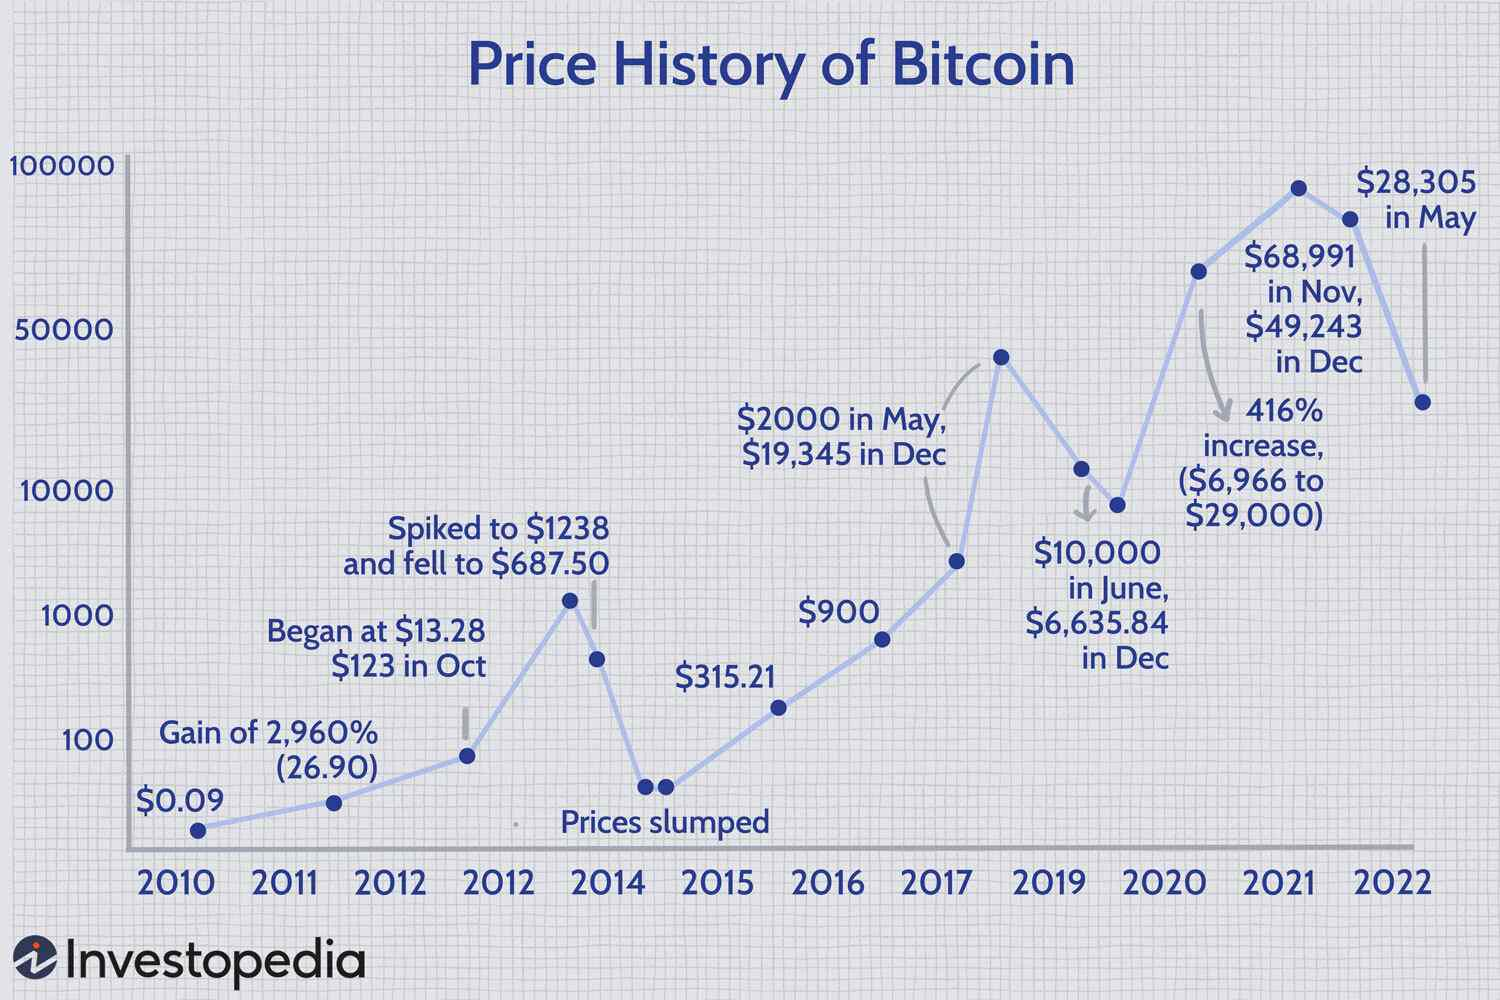 Price History of Bitcoin
100000
50000
10000
1000
100
$0.09
Gain of 2,960%
(26.90)
Began at $13.28
$123 in Oct
Spiked to $1238
and fell to $687.50
Prices slumped
$315.21
$900
$2000 in May,
$19,345 in Dec
$10,000
in June,
$6,635.84
in Dec
416%
increase,
($6,966 to
$29,000)
$68,991
in Nov,
$49,243
in Dec
$28,305
in May
2010 2011 2012 2012 2014 2015 2016 2017 2019 2020 2021 2022
Investopedia